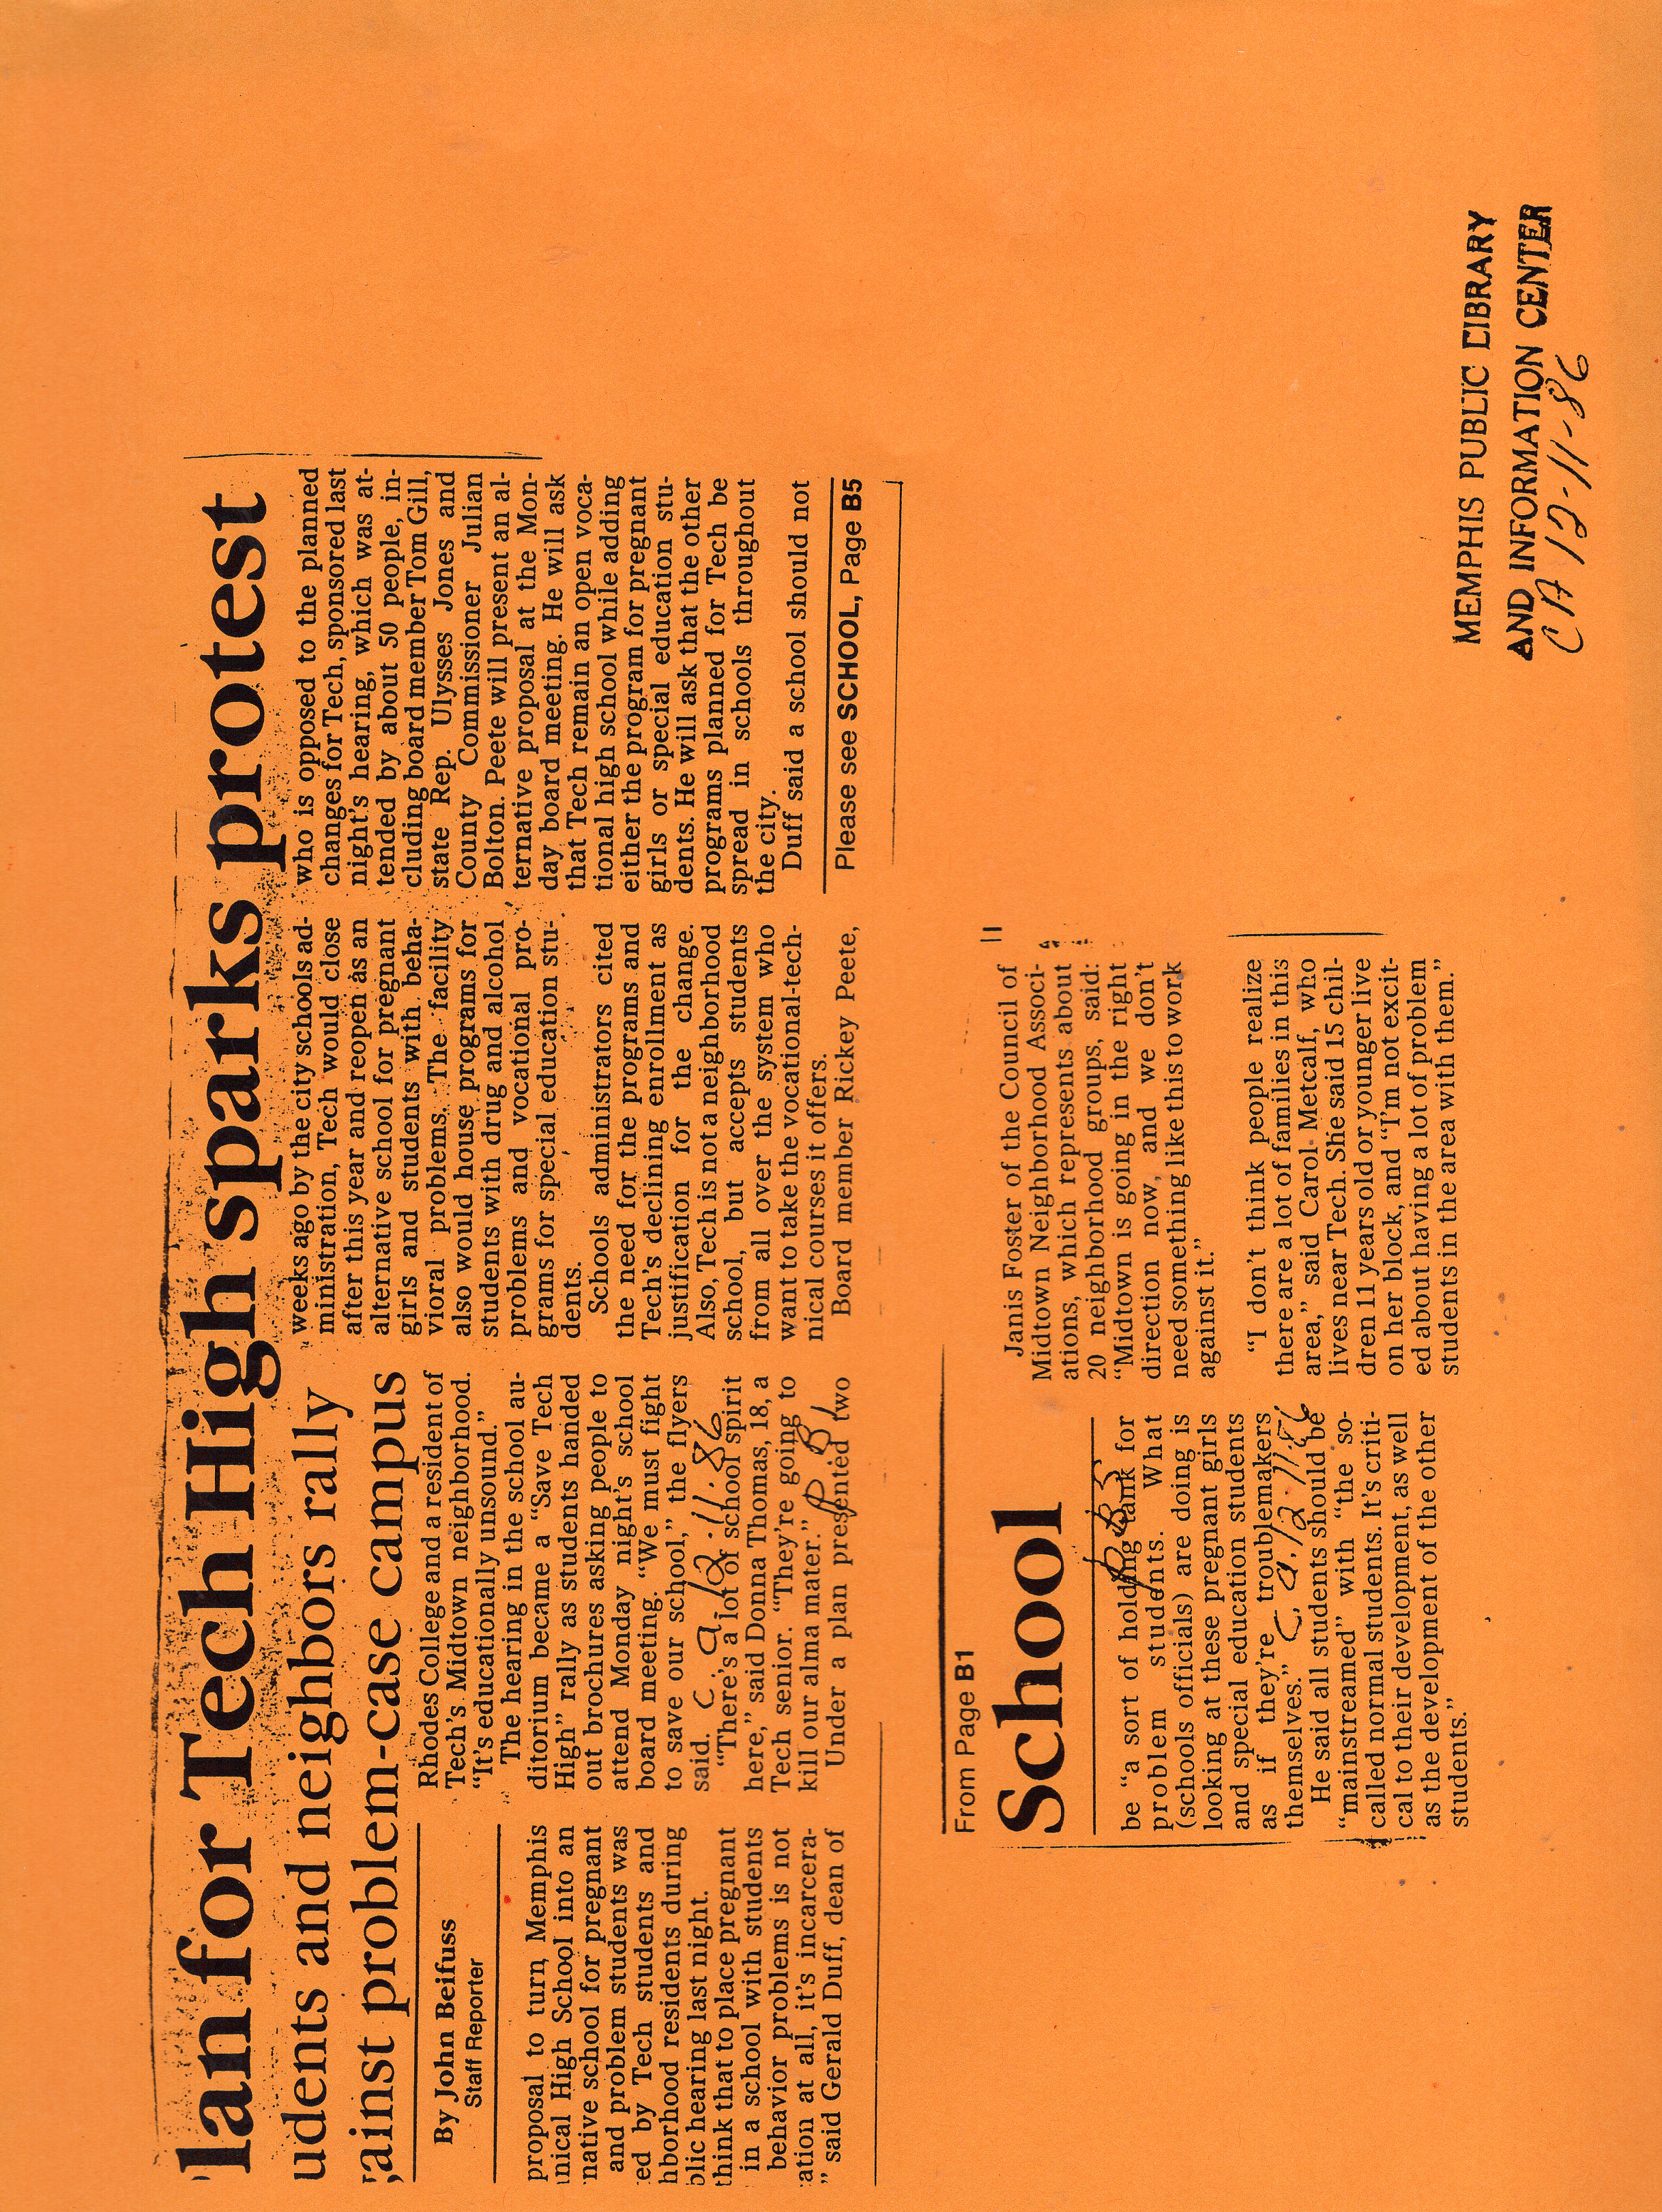 lan for Tech High sparks protest
udents and neighbors rally
ainst problem-case campus
By John Beifuss
Staff Reporter
proposal to turn Memphis
nical High School into an
native school for pregnant
and problem students was
ed by Tech students and
hborhood residents during
blic hearing last night.
think that to place pregnant
in a school with students
behavior problems is not
ation at all, it's incarcera-
" said Gerald Duff, dean of
Rhodes College and a resident of
Tech's Midtown neighborhood.
"It's educationally unsound."
The hearing in the school au-
ditorium became a "Save Tech
High" rally as students handed
out brochures asking people to
attend Monday night's school
board meeting. "We must fight
to save our school," the flyers
said.
C.A. 12.11.86
"There's a lot of school spirit
here," said Donna Thomas, 18, a
Tech senior. "They're going to
kill our alma mater."
P B1
Under a plan presented two
weeks ago by the city schools ad-
ministration, Tech would close
after this year and reopen as an
alternative school for pregnant
girls and students with beha-
vioral problems. The facility
also would house programs for
students with drug and alcohol
problems and vocational pro-
grams for special education stu-
dents.
Schools administrators cited
the need for the programs and
Tech's declining enrollment as
justification for the change.
Also, Tech is not a neighborhood
school, but accepts students
from all over the system who
want to take the vocational-tech-
nical courses it offers.
Board member Rickey Peete,
who is opposed to the planned
changes for Tech, sponsored last
night's hearing, which was at-
tended by about 50 people, in-
cluding board member Tom Gill,
state Rep. Ulysses Jones and
County Commissioner Julian
Bolton. Peete will present an al-
ternative proposal at the Mon-
day board meeting. He will ask
that Tech remain an open voca-
tional high school while adding
either the program for pregnant
girls or special education stu-
dents. He will ask that the other
programs planned for Tech be
spread in schools throughout
the city.
Duff said a school should not
Please see SCHOOL, Page B5
From Page B1
School
P B5
be "a sort of holding tank for
problem students. What
(schools officials) are doing is
looking at these pregnant girls
and special education students
as if they're troublemakers
themselves."
C.A. 12.11.86
He said all students should be
"mainstreamed" with "the so-
called normal students. It's criti-
cal to their development, as well
as the development of the other
students."
Janis Foster of the Council of
Midtown Neighborhood Associ-
ations, which represents about
20 neighborhood groups, said:
"Midtown is going in the right
direction now, and we don't
need something like this to work
against it."
"I don't think people realize
there are a lot of families in this
area," said Carol Metcalf, who
lives near Tech. She said 15 chil-
dren 11 years old or younger live
on her block, and "I'm not excit-
ed about having a lot of problem
students in the area with them."
MEMPHIS PUBLIC LIBRARY
AND INFORMATION CENTER
CA 12-11-86